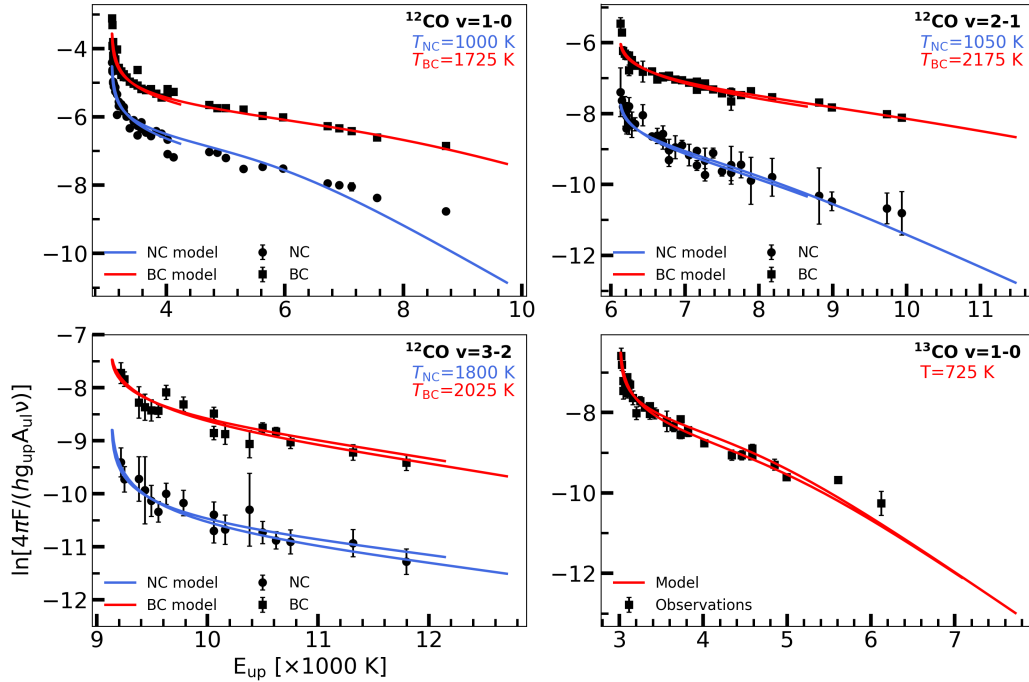 ¹²CO v=1-0
T_NC=1000 K
T_BC=1725 K
−4
−6
−8
−10
4
6
8
10
NC model
BC model
NC
BC
¹²CO v=2-1
T_NC=1050 K
T_BC=2175 K
−6
−8
−10
−12
6
7
8
9
10
11
NC model
BC model
NC
BC
¹²CO v=3-2
T_NC=1800 K
T_BC=2025 K
−7
−8
−9
−10
−11
−12
9
10
11
12
NC model
BC model
NC
BC
¹³CO v=1-0
T=725 K
−8
−10
−12
3
4
5
6
7
Model
Observations
ln[4πF/(hg_upA_ulν)]
E_up [×1000 K]